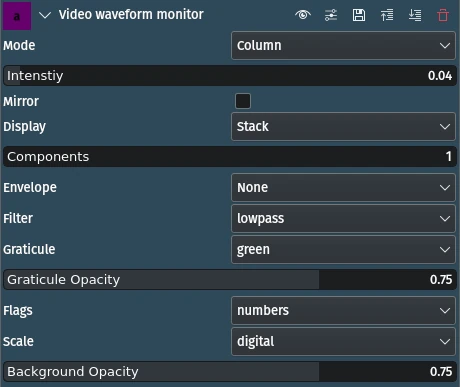 a Video waveform monitor
Mode Column
Intenstiy 0.04
Mirror
Display Stack
Components 1
Envelope None
Filter lowpass
Graticule green
Graticule Opacity 0.75
Flags numbers
Scale digital
Background Opacity 0.75